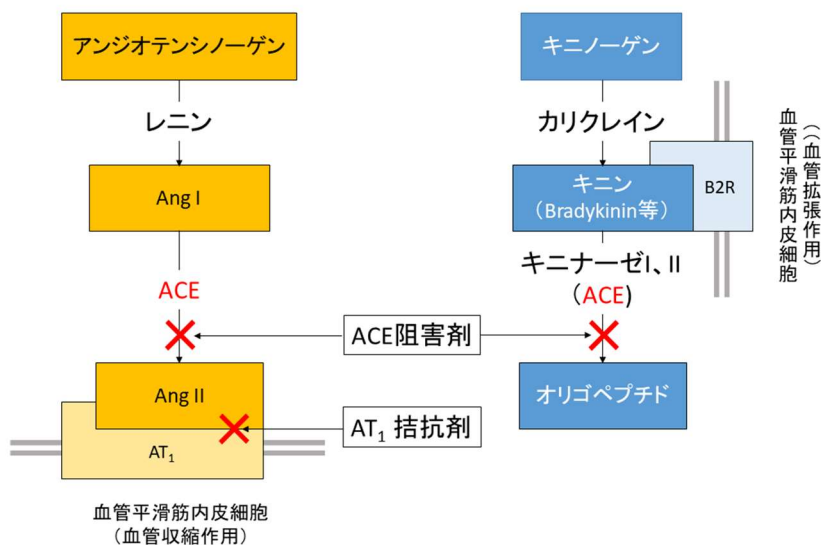 アンジオテンシノーゲン
レニン
Ang I
ACE
Ang II
AT₁
血管平滑筋内皮細胞
（血管収縮作用）
ACE阻害剤
AT₁ 拮抗剤
キニノーゲン
カリクレイン
キニン
（Bradykinin等）
B2R
キニナーゼI、II
（ACE)
オリゴペプチド
血管平滑筋内皮細胞
（（血管拡張作用）